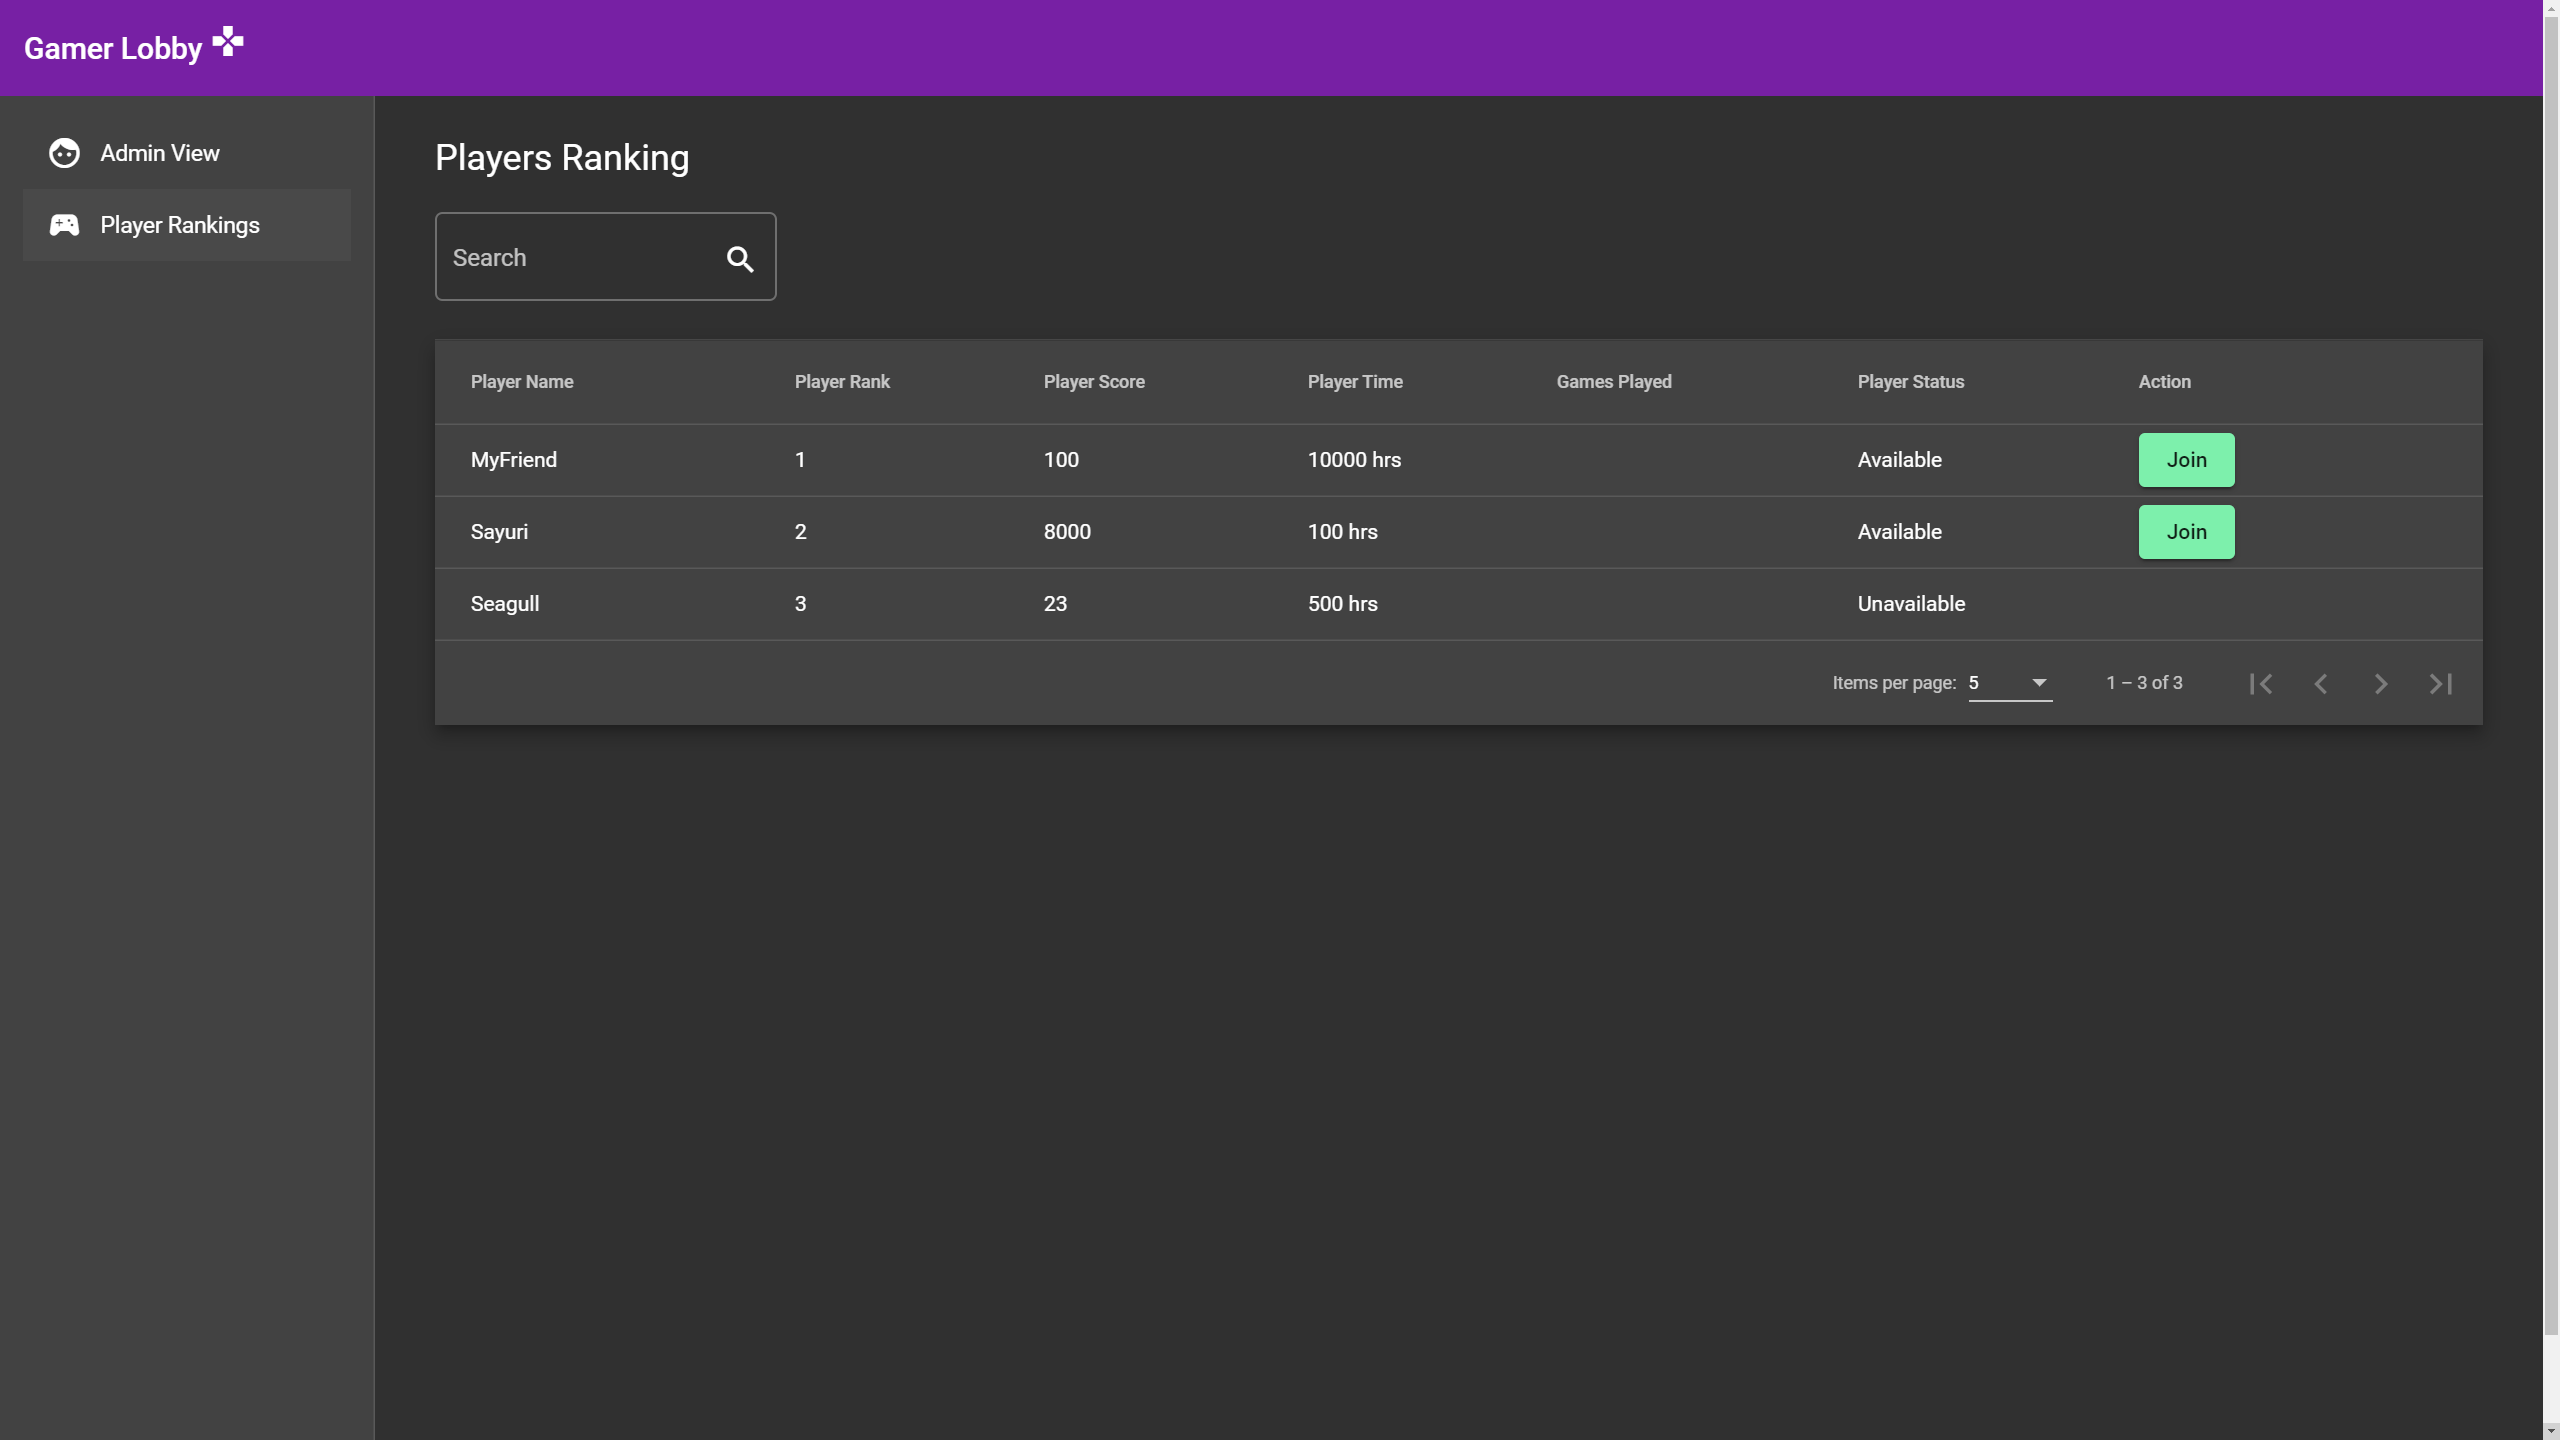 Gamer Lobby
Admin View
Player Rankings
Players Ranking
Search
Player Name Player Rank Player Score Player Time Games Played Player Status Action
MyFriend 1 100 10000 hrs Available Join
Sayuri 2 8000 100 hrs Available Join
Seagull 3 23 500 hrs Unavailable
Items per page: 5 1 – 3 of 3